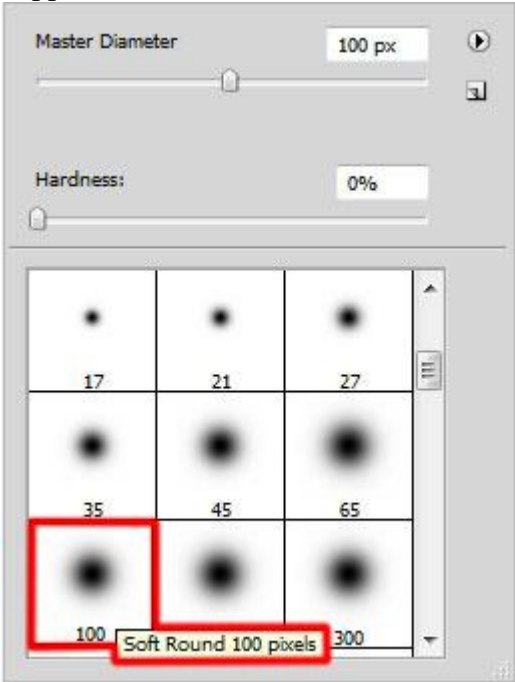 Master Diameter 100 px
Hardness: 0%
17 21 27
35 45 65
100 300
Soft Round 100 pixels